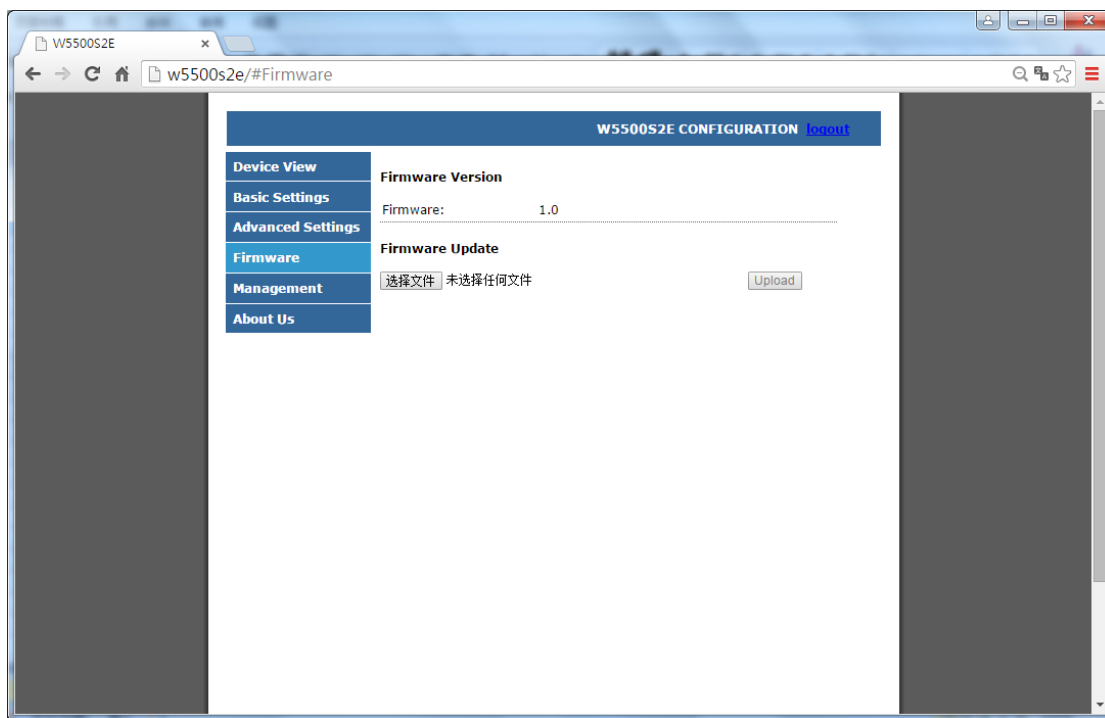 W5500S2E
w5500s2e/#Firmware
W5500S2E CONFIGURATION logout
Device View
Basic Settings
Advanced Settings
Firmware
Management
About Us
Firmware Version
Firmware: 1.0
Firmware Update
选择文件 未选择任何文件 Upload